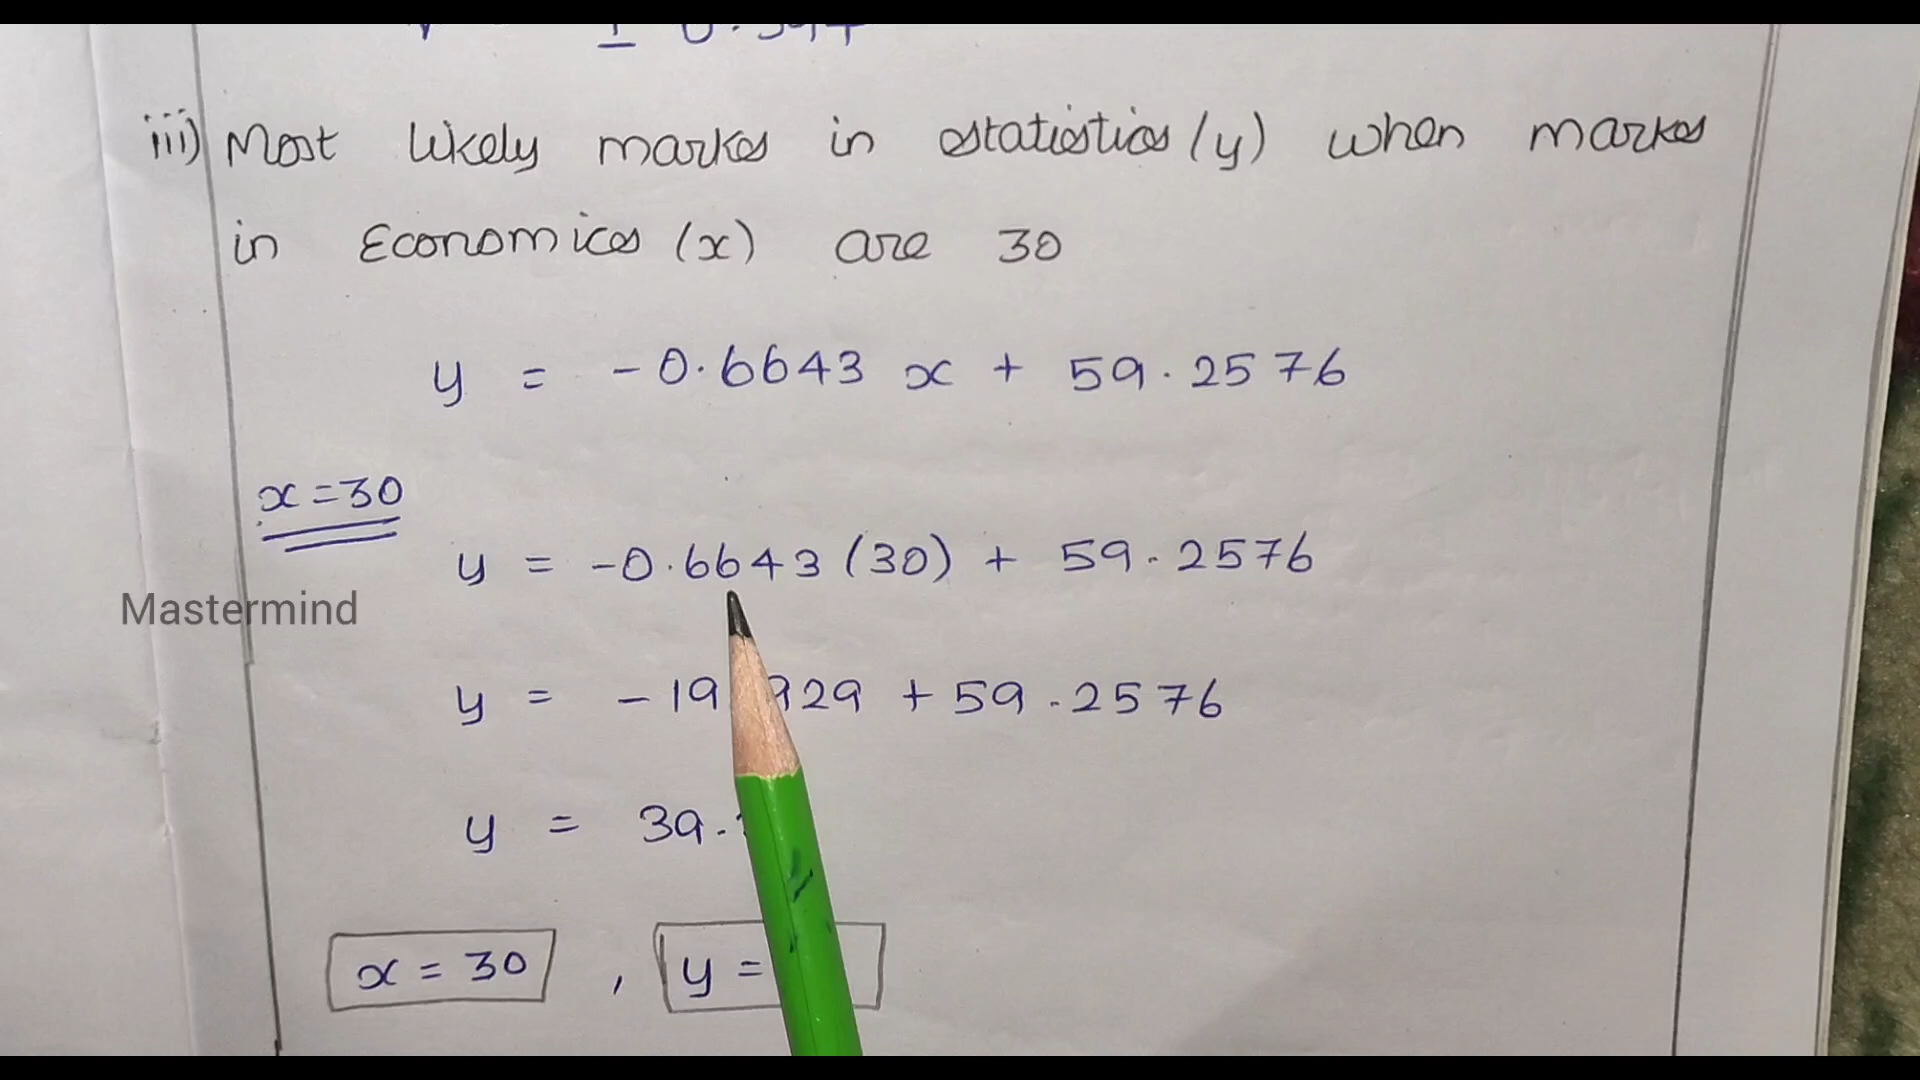 iii) Most likely marks in statistics (y) when marks
in Economics (x) are 30
y = -0.6643 x + 59.2576
x=30
y = -0.6643 (30) + 59.2576
Mastermind
y = - 19 929 + 59.2576
y = 39.
x = 30 , y =